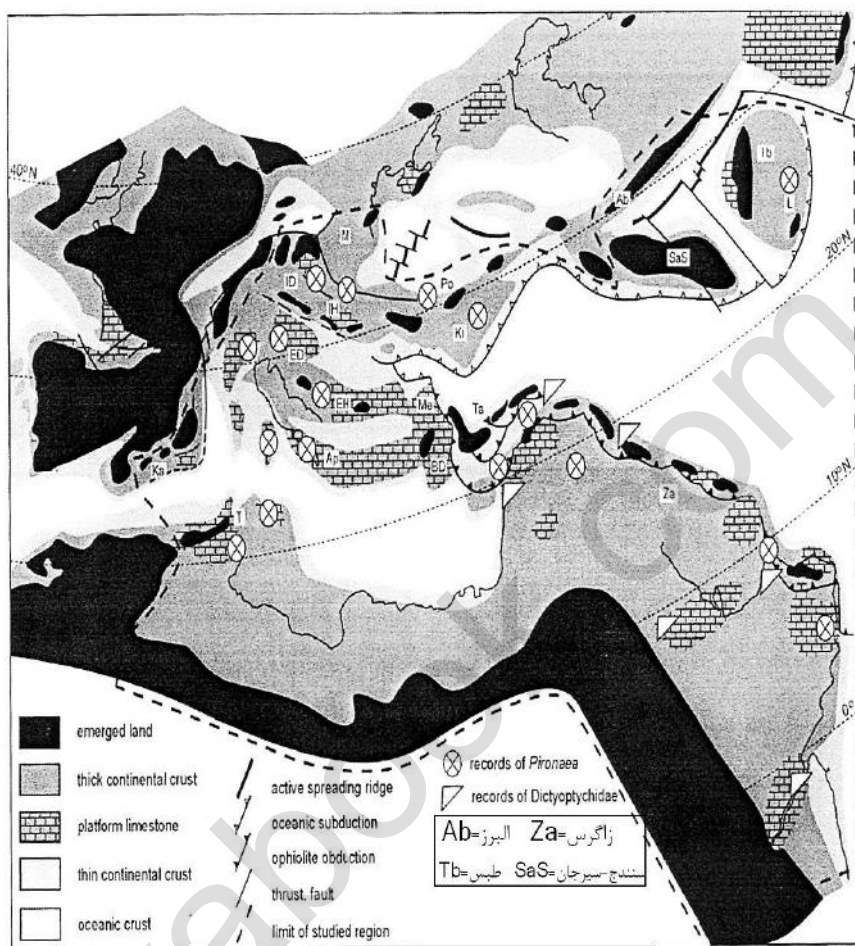 40°N
Ab
Tb
L
20°N
M
SaS
ID
IH
Po
Ki
ED
EH
Me
Ta
Ap
BD
Ka
T
Za
10°N
0°
emerged land
thick continental crust
platform limestone
thin continental crust
oceanic crust
active spreading ridge
oceanic subduction
ophiolite obduction
thrust, fault
limit of studied region
records of Pironaea
records of Dictyoptychidae
Ab=البرز Za=زاگرس
Tb=طبس SaS=سنندج-سیرجان